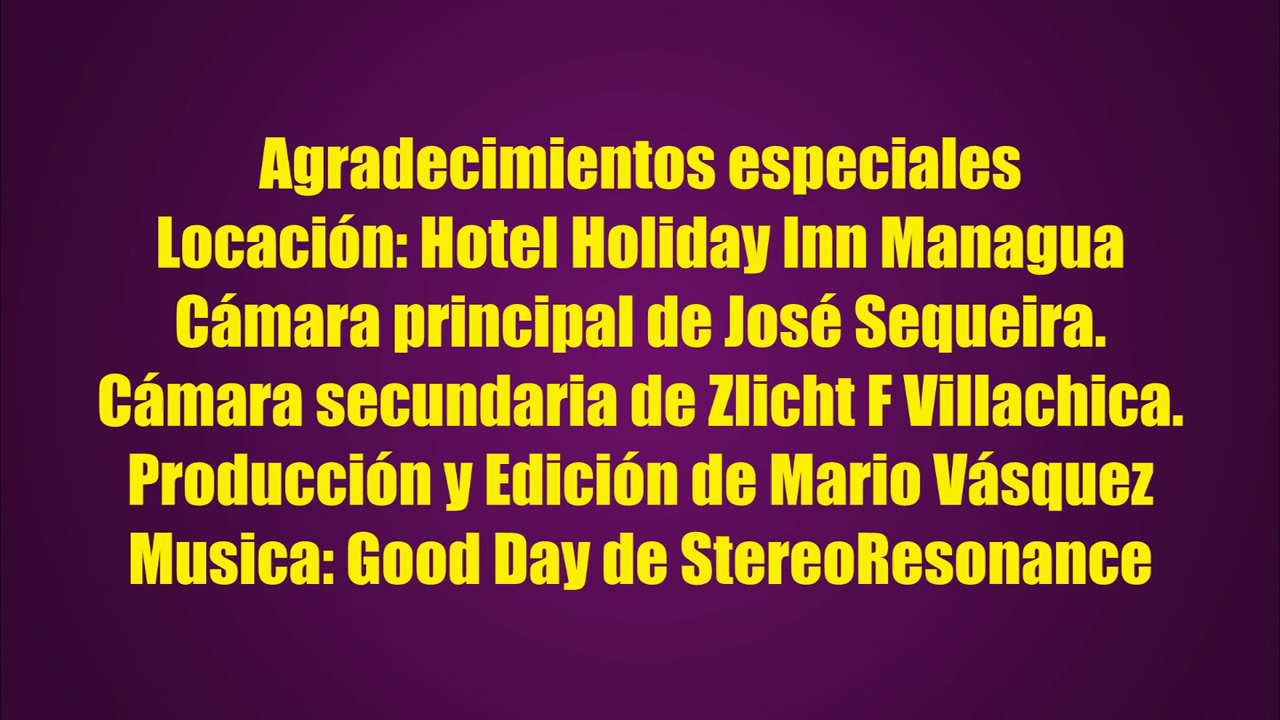 Agradecimientos especiales
Locación: Hotel Holiday Inn Managua
Cámara principal de José Sequeira.
Cámara secundaria de Zlicht F Villachica.
Producción y Edición de Mario Vásquez
Musica: Good Day de StereoResonance